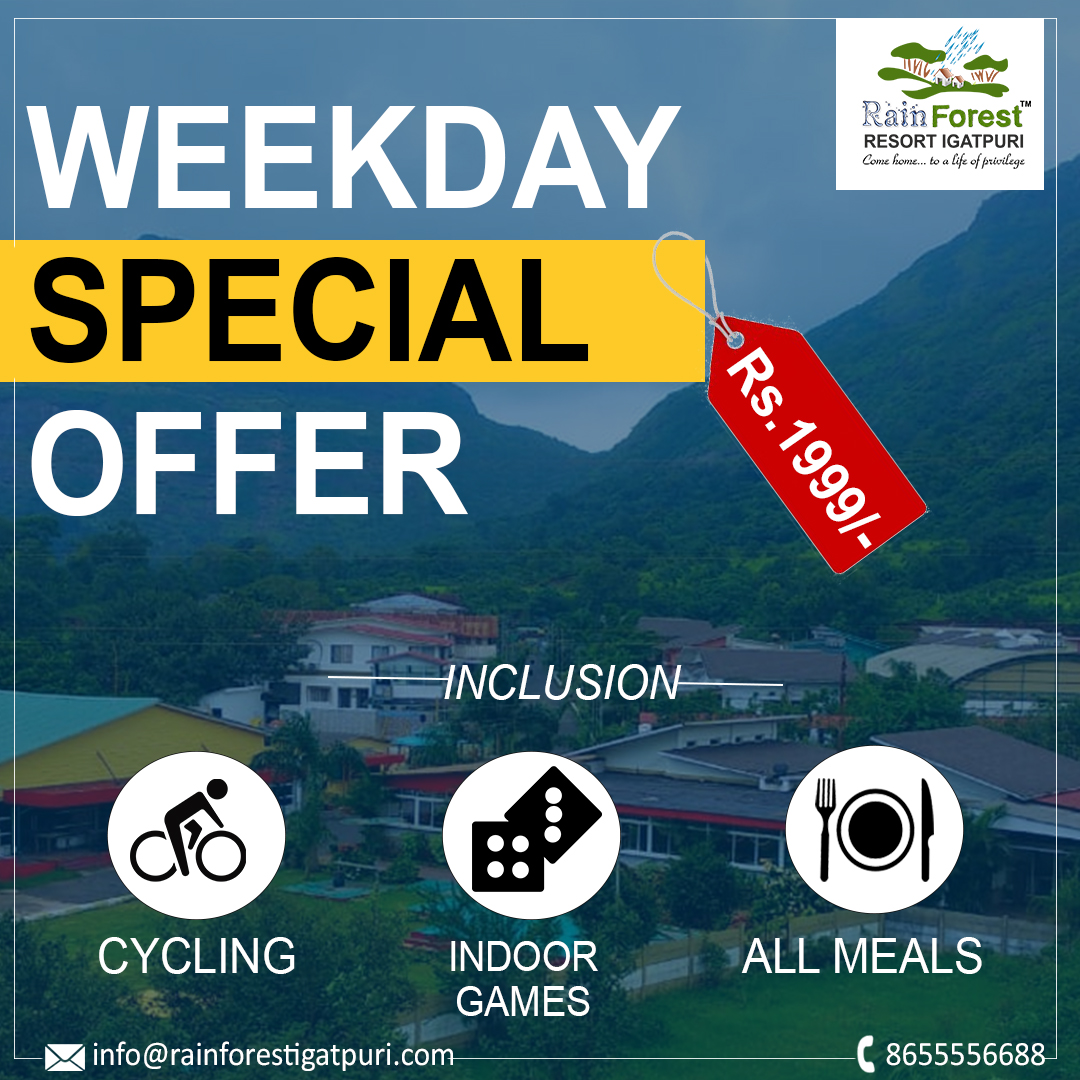 Rain Forest™
RESORT IGATPURI
Come home... to a life of privilege
WEEKDAY
SPECIAL
OFFER
Rs.1999/-
INCLUSION
CYCLING
INDOOR
GAMES
ALL MEALS
info@rainforestigatpuri.com
8655556688